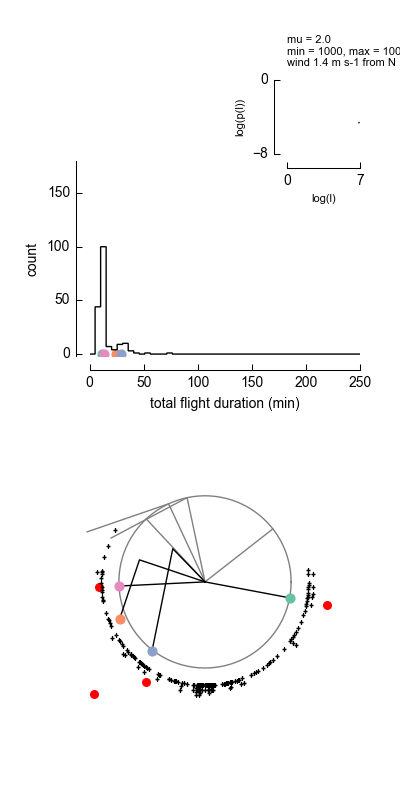 mu = 2.0
min = 1000, max = 100
wind 1.4 m s-1 from N
0
log(p(l))
−8
0 7
log(l)
150
count
100
50
0
0 50 100 150 200 250
total flight duration (min)